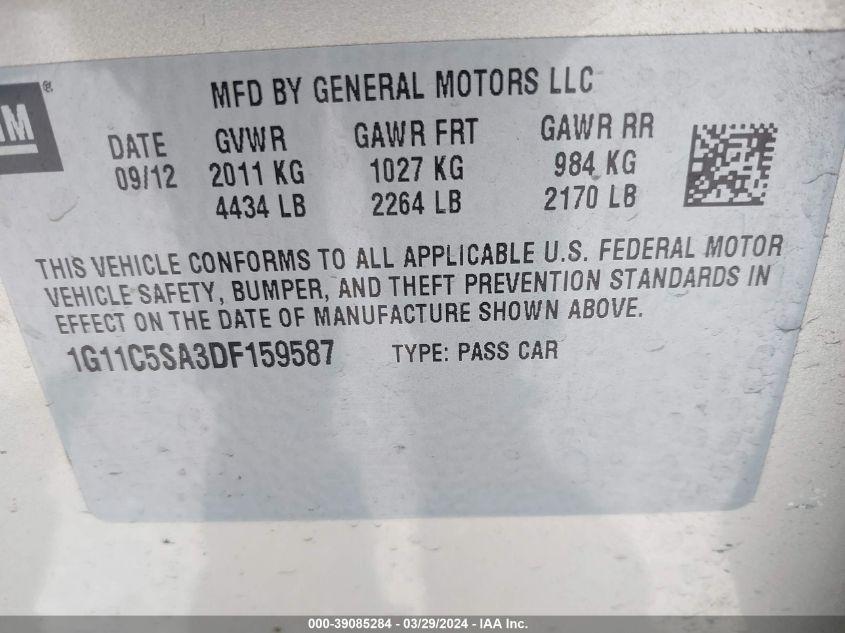 MFD BY GENERAL MOTORS LLC
DATE GVWR GAWR FRT GAWR RR
09/12 2011 KG 1027 KG 984 KG
4434 LB 2264 LB 2170 LB
THIS VEHICLE CONFORMS TO ALL APPLICABLE U.S. FEDERAL MOTOR
VEHICLE SAFETY, BUMPER, AND THEFT PREVENTION STANDARDS IN
EFFECT ON THE DATE OF MANUFACTURE SHOWN ABOVE.
1G11C5SA3DF159587 TYPE: PASS CAR
000-39085284 - 03/29/2024 - IAA Inc.